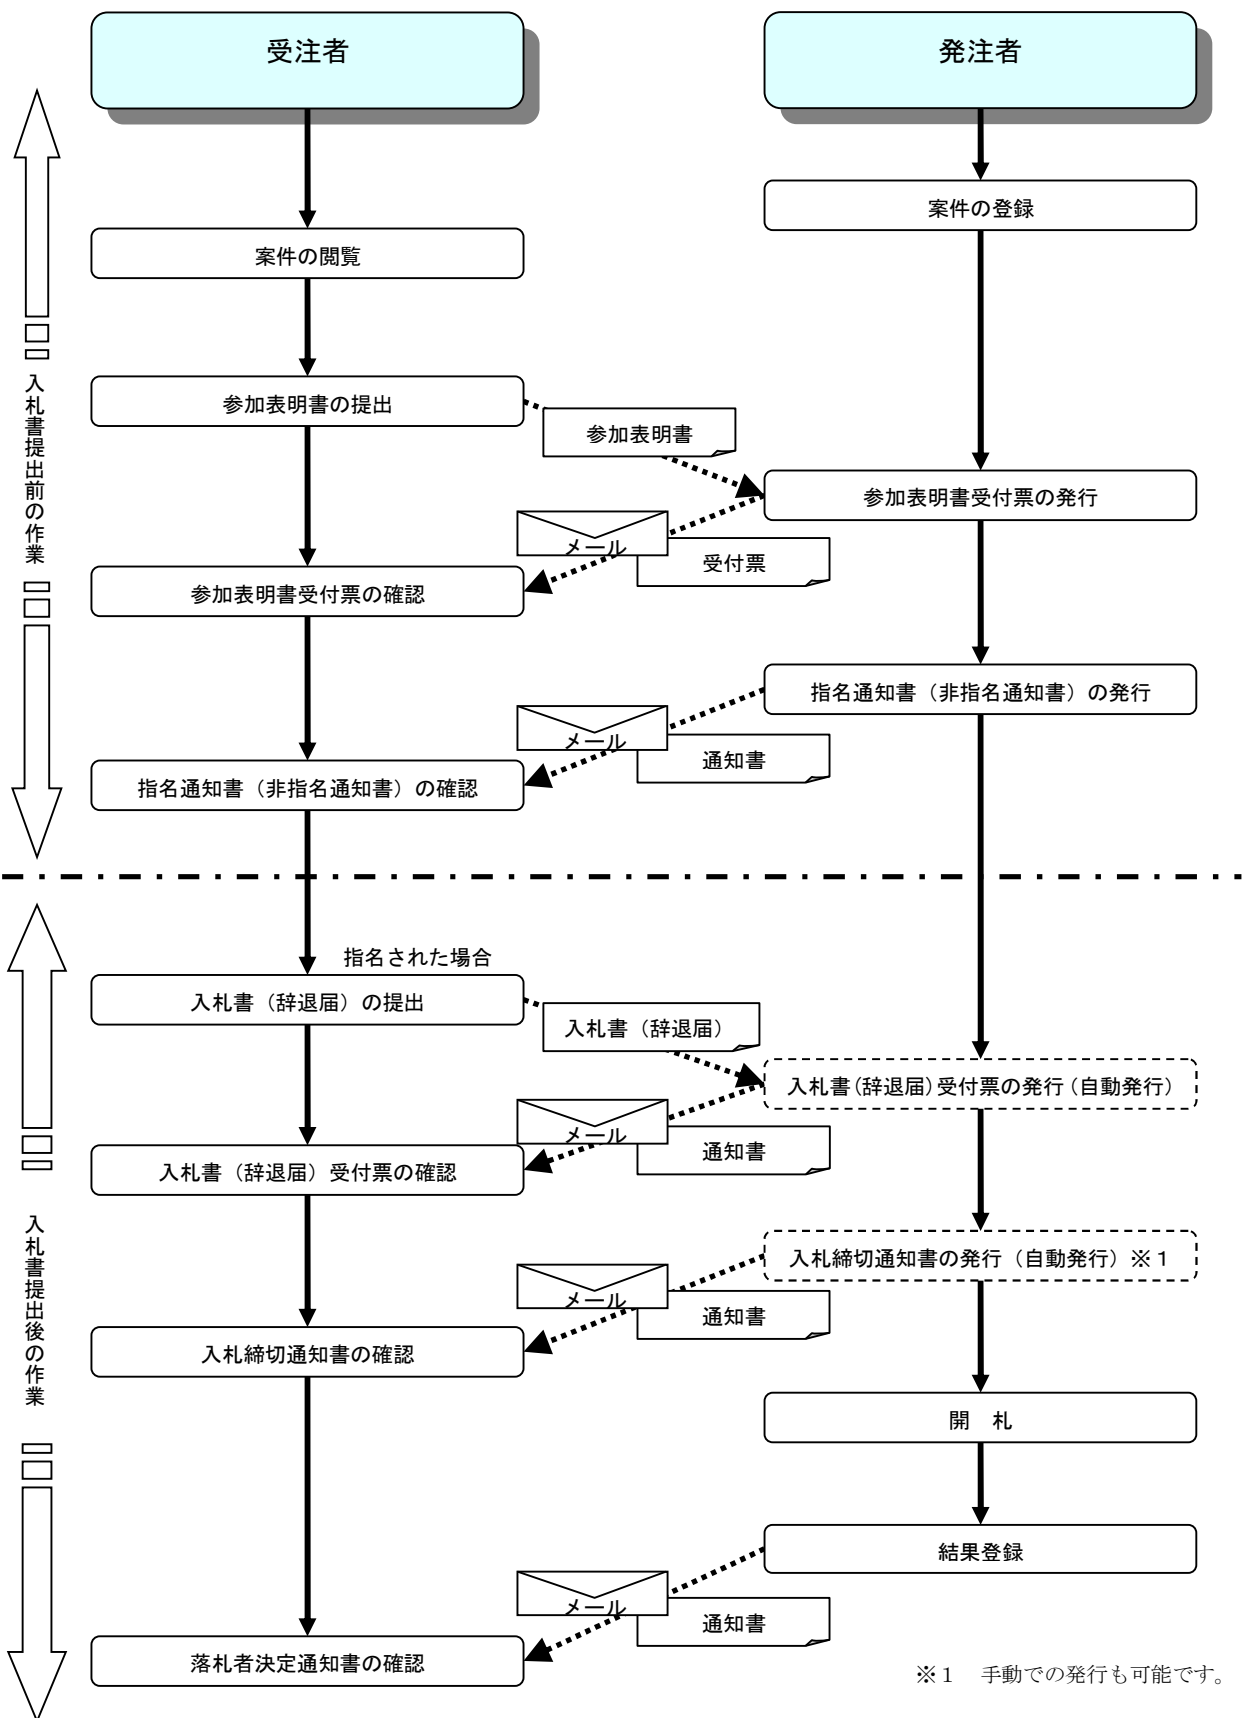 受注者
発注者
案件の登録
案件の閲覧
入札書提出前の作業
参加表明書の提出
参加表明書
参加表明書受付票の発行
メール
受付票
参加表明書受付票の確認
指名通知書（非指名通知書）の発行
メール
通知書
指名通知書（非指名通知書）の確認
指名された場合
入札書（辞退届）の提出
入札書（辞退届）
入札書(辞退届)受付票の発行(自動発行)
メール
通知書
入札書（辞退届）受付票の確認
入札書提出後の作業
入札締切通知書の発行（自動発行）※１
メール
通知書
入札締切通知書の確認
開　札
結果登録
メール
通知書
落札者決定通知書の確認
※１　手動での発行も可能です。